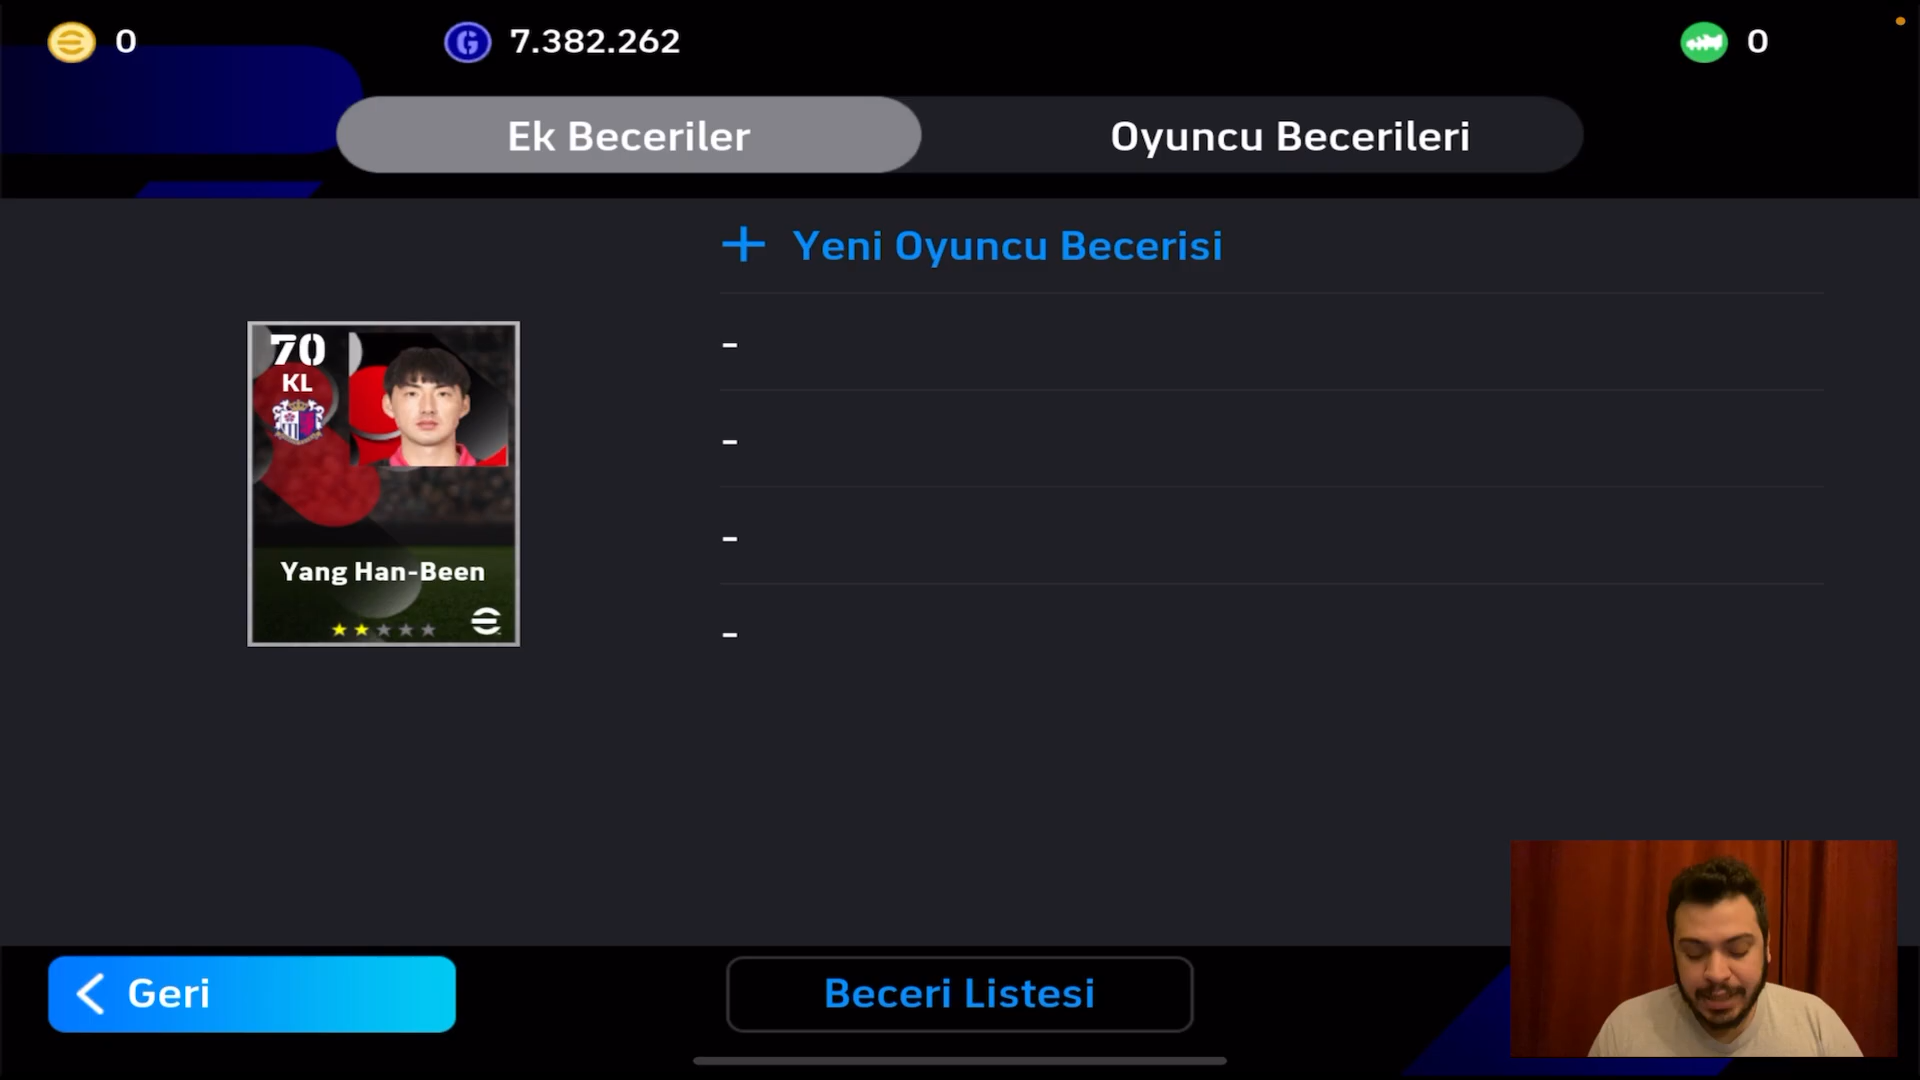 0
7.382.262
0
Ek Beceriler
Oyuncu Becerileri
+ Yeni Oyuncu Becerisi
-
-
-
-
70
KL
Yang Han-Been
Geri
Beceri Listesi